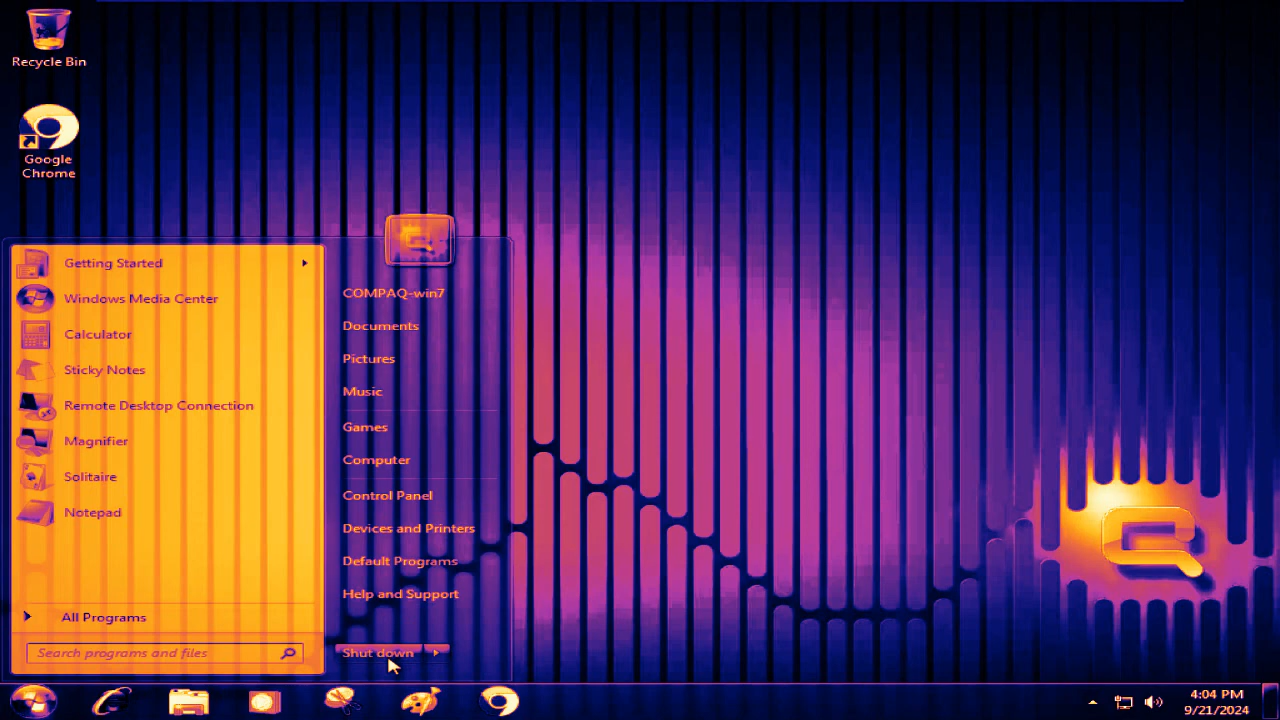 Recycle Bin
Google
Chrome
Getting Started
Windows Media Center
Calculator
Sticky Notes
Remote Desktop Connection
Magnifier
Solitaire
Notepad
All Programs
Search programs and files
COMPAQ-win7
Documents
Pictures
Music
Games
Computer
Control Panel
Devices and Printers
Default Programs
Help and Support
Shut down
4:04 PM
9/21/2024